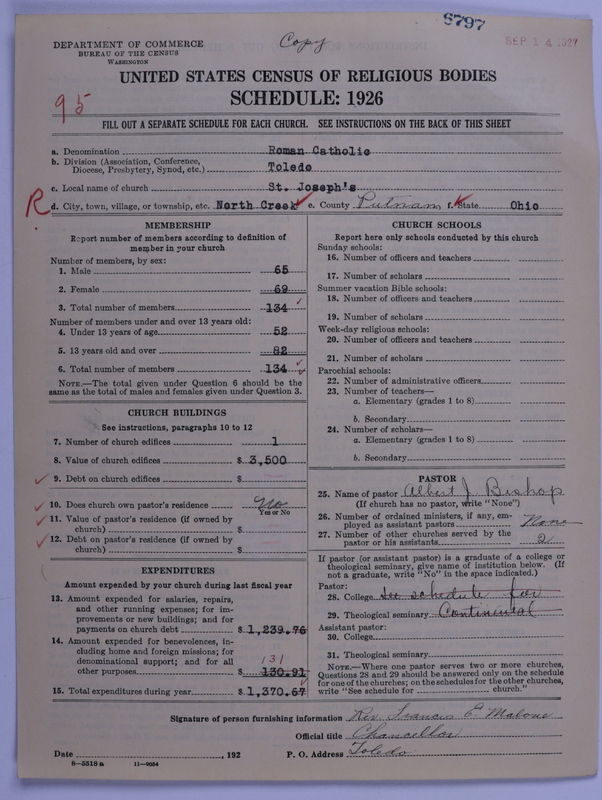 6797
DEPARTMENT OF COMMERCE
BUREAU OF THE CENSUS
WASHINGTON
Copy
SEP 14 1927
UNITED STATES CENSUS OF RELIGIOUS BODIES
SCHEDULE: 1926
95
FILL OUT A SEPARATE SCHEDULE FOR EACH CHURCH. SEE INSTRUCTIONS ON THE BACK OF THIS SHEET
a. Denomination Roman Catholic
b. Division (Association, Conference, Diocese, Presbytery, Synod, etc.) Toledo
c. Local name of church St. Joseph's
R d. City, town, village, or township, etc. North Creek e. County Putnam f. State Ohio
MEMBERSHIP
Report number of members according to definition of
member in your church
Number of members, by sex:
1. Male 65
2. Female 69
3. Total number of members 134
Number of members under and over 13 years old:
4. Under 13 years of age 52
5. 13 years old and over 82
6. Total number of members 134
NOTE.—The total given under Question 6 should be the
same as the total of males and females given under Question 3.
CHURCH BUILDINGS
See instructions, paragraphs 10 to 12
7. Number of church edifices 1
8. Value of church edifices $ 3,500
9. Debt on church edifices $
10. Does church own pastor's residence No
Yes or No
11. Value of pastor's residence (if owned by
church) $
12. Debt on pastor's residence (if owned by
church) $
EXPENDITURES
Amount expended by your church during last fiscal year
13. Amount expended for salaries, repairs,
and other running expenses; for im-
provements or new buildings; and for
payments on church debt $ 1,239.76
14. Amount expended for benevolences, in-
cluding home and foreign missions; for
denominational support; and for all
131
other purposes $ 130.91
15. Total expenditures during year $ 1,370.67
CHURCH SCHOOLS
Report here only schools conducted by this church
Sunday schools:
16. Number of officers and teachers
17. Number of scholars
Summer vacation Bible schools:
18. Number of officers and teachers
19. Number of scholars
Week-day religious schools:
20. Number of officers and teachers
21. Number of scholars
Parochial schools:
22. Number of administrative officers
23. Number of teachers—
a. Elementary (grades 1 to 8)
b. Secondary
24. Number of scholars—
a. Elementary (grades 1 to 8)
b. Secondary
PASTOR
25. Name of pastor Albert J. Bishop
(If church has no pastor, write "None")
26. Number of ordained ministers, if any, em-
ployed as assistant pastors None
27. Number of other churches served by the
pastor or his assistants 2
If pastor (or assistant pastor) is a graduate of a college or
theological seminary, give name of institution below. (If
not a graduate, write "No" in the space indicated.)
Pastor:
28. College See schedule for
29. Theological seminary Continental
Assistant pastor:
30. College
31. Theological seminary
NOTE.—Where one pastor serves two or more churches,
Questions 28 and 29 should be answered only on the schedule
for one of the churches; on the schedules for the other churches,
write "See schedule for church."
Signature of person furnishing information Rev. Francis P. Malone
Official title Chancellor
Date , 192 P. O. Address Toledo
8—5518 a 11—9054